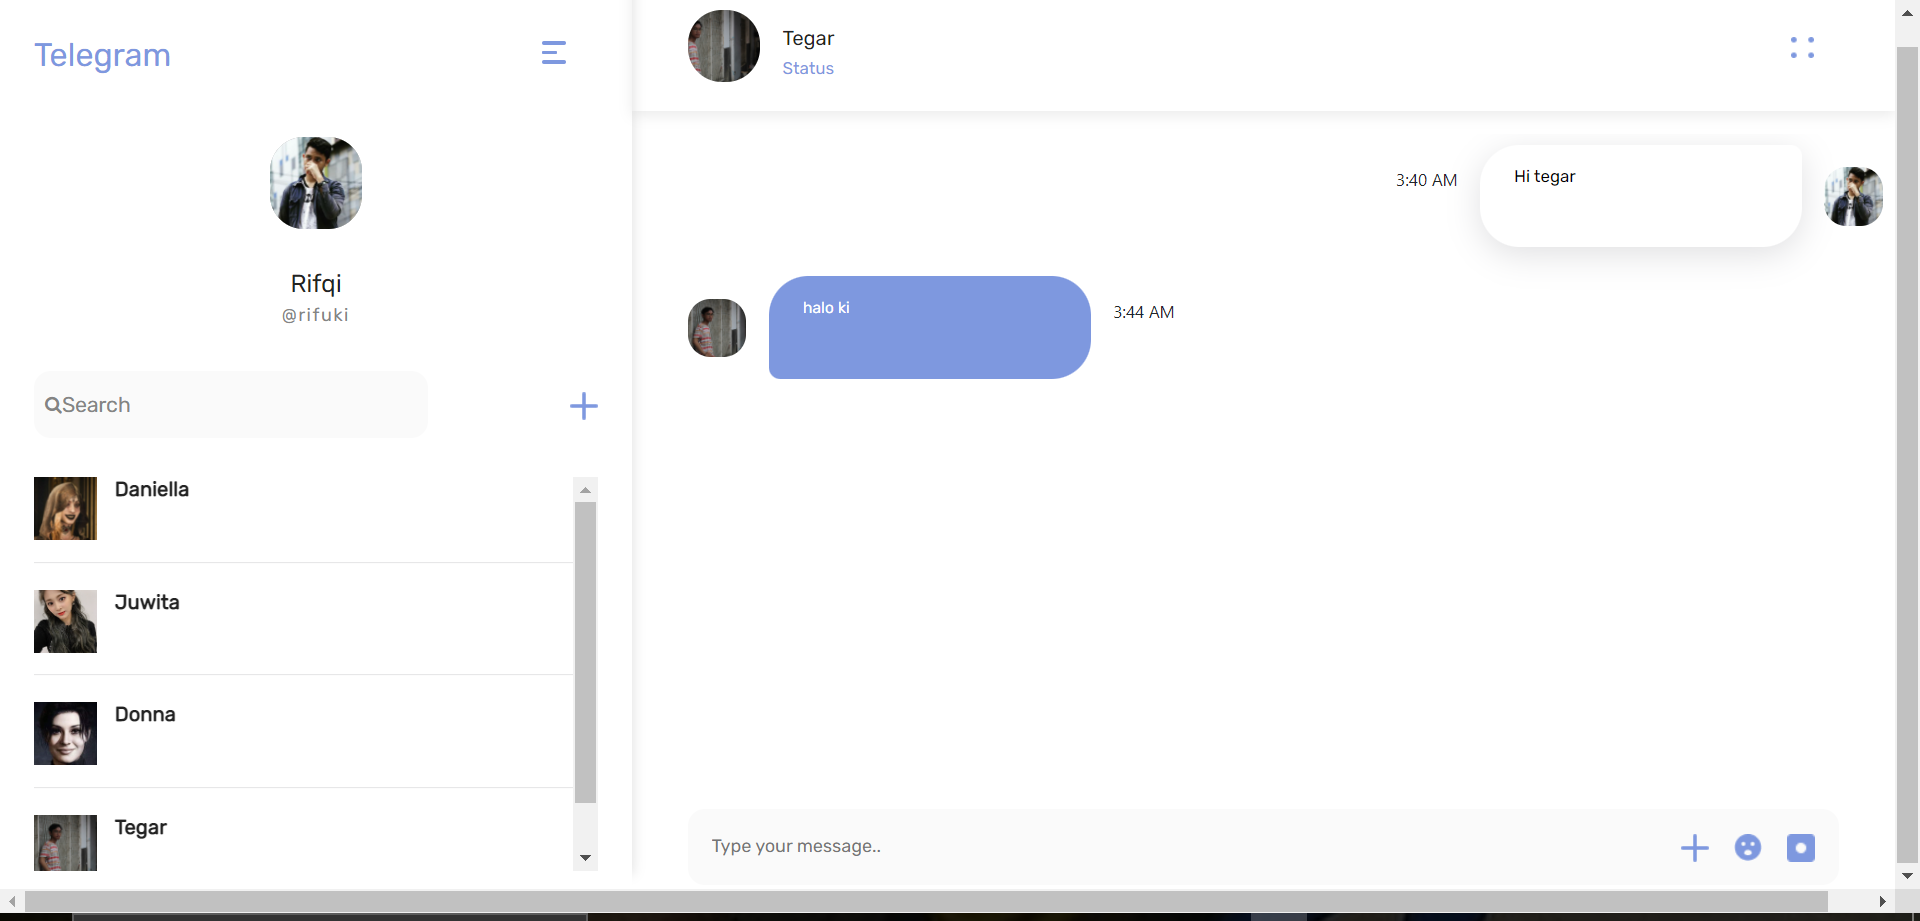 Telegram
Rifqi
@rifuki
Search
Daniella
Juwita
Donna
Tegar
Tegar
Status
3:40 AM
Hi tegar
halo ki
3:44 AM
Type your message..